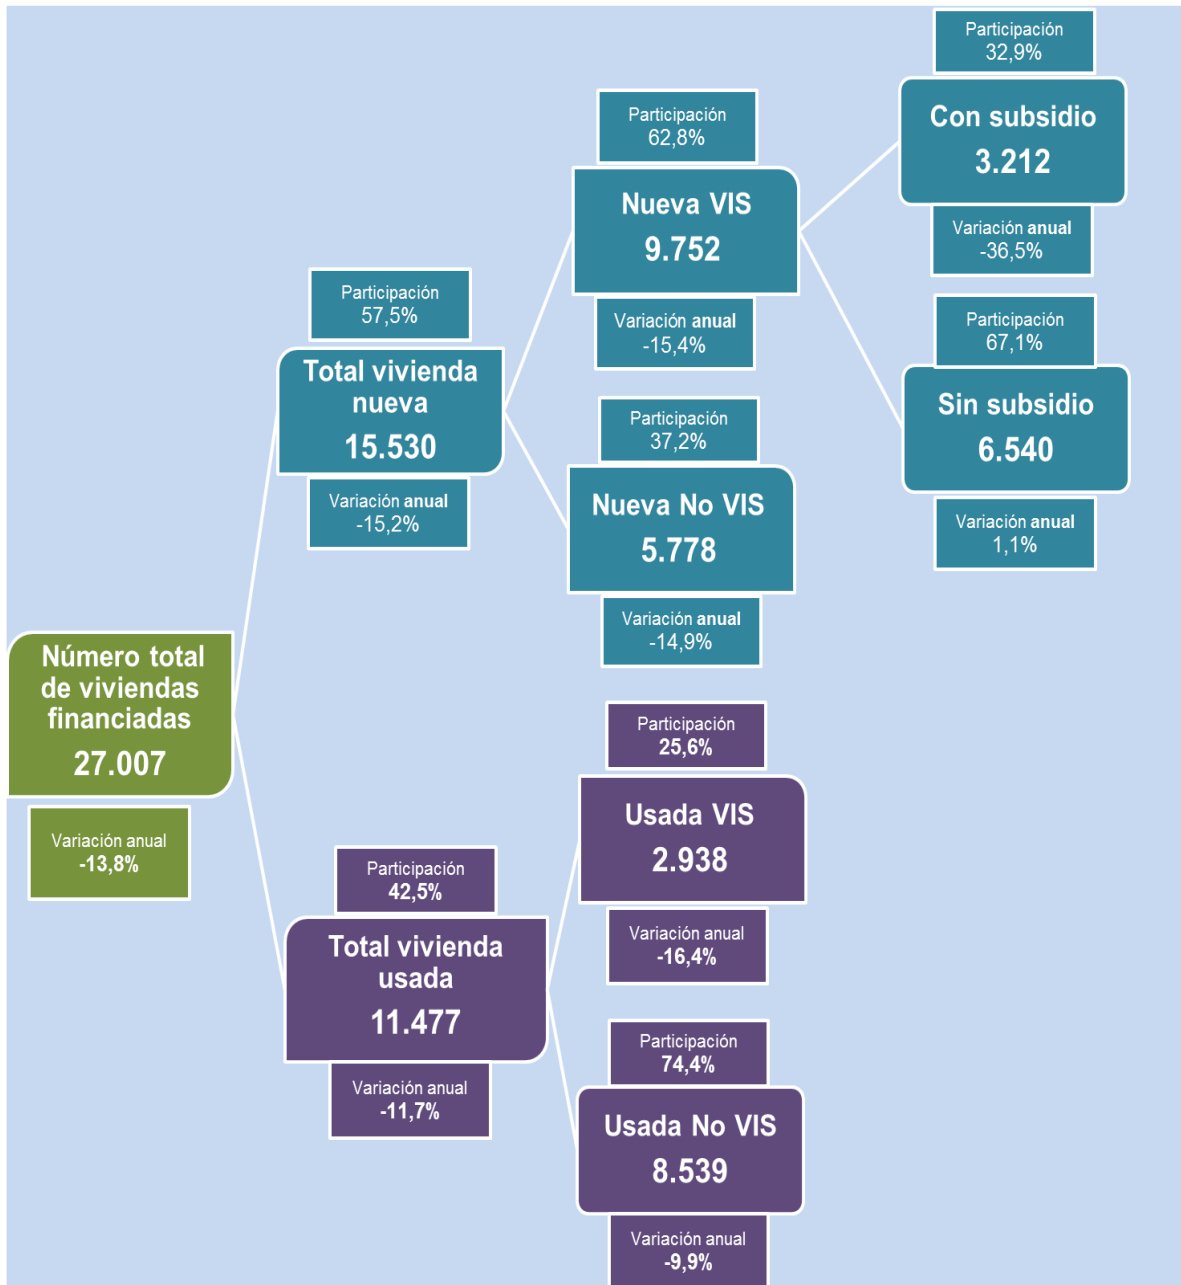 Número total
de viviendas
financiadas
27.007
Variación anual
-13,8%
Participación
57,5%
Total vivienda
nueva
15.530
Variación anual
-15,2%
Participación
62,8%
Nueva VIS
9.752
Variación anual
-15,4%
Participación
32,9%
Con subsidio
3.212
Variación anual
-36,5%
Participación
67,1%
Sin subsidio
6.540
Variación anual
1,1%
Participación
37,2%
Nueva No VIS
5.778
Variación anual
-14,9%
Participación
42,5%
Total vivienda
usada
11.477
Variación anual
-11,7%
Participación
25,6%
Usada VIS
2.938
Variación anual
-16,4%
Participación
74,4%
Usada No VIS
8.539
Variación anual
-9,9%